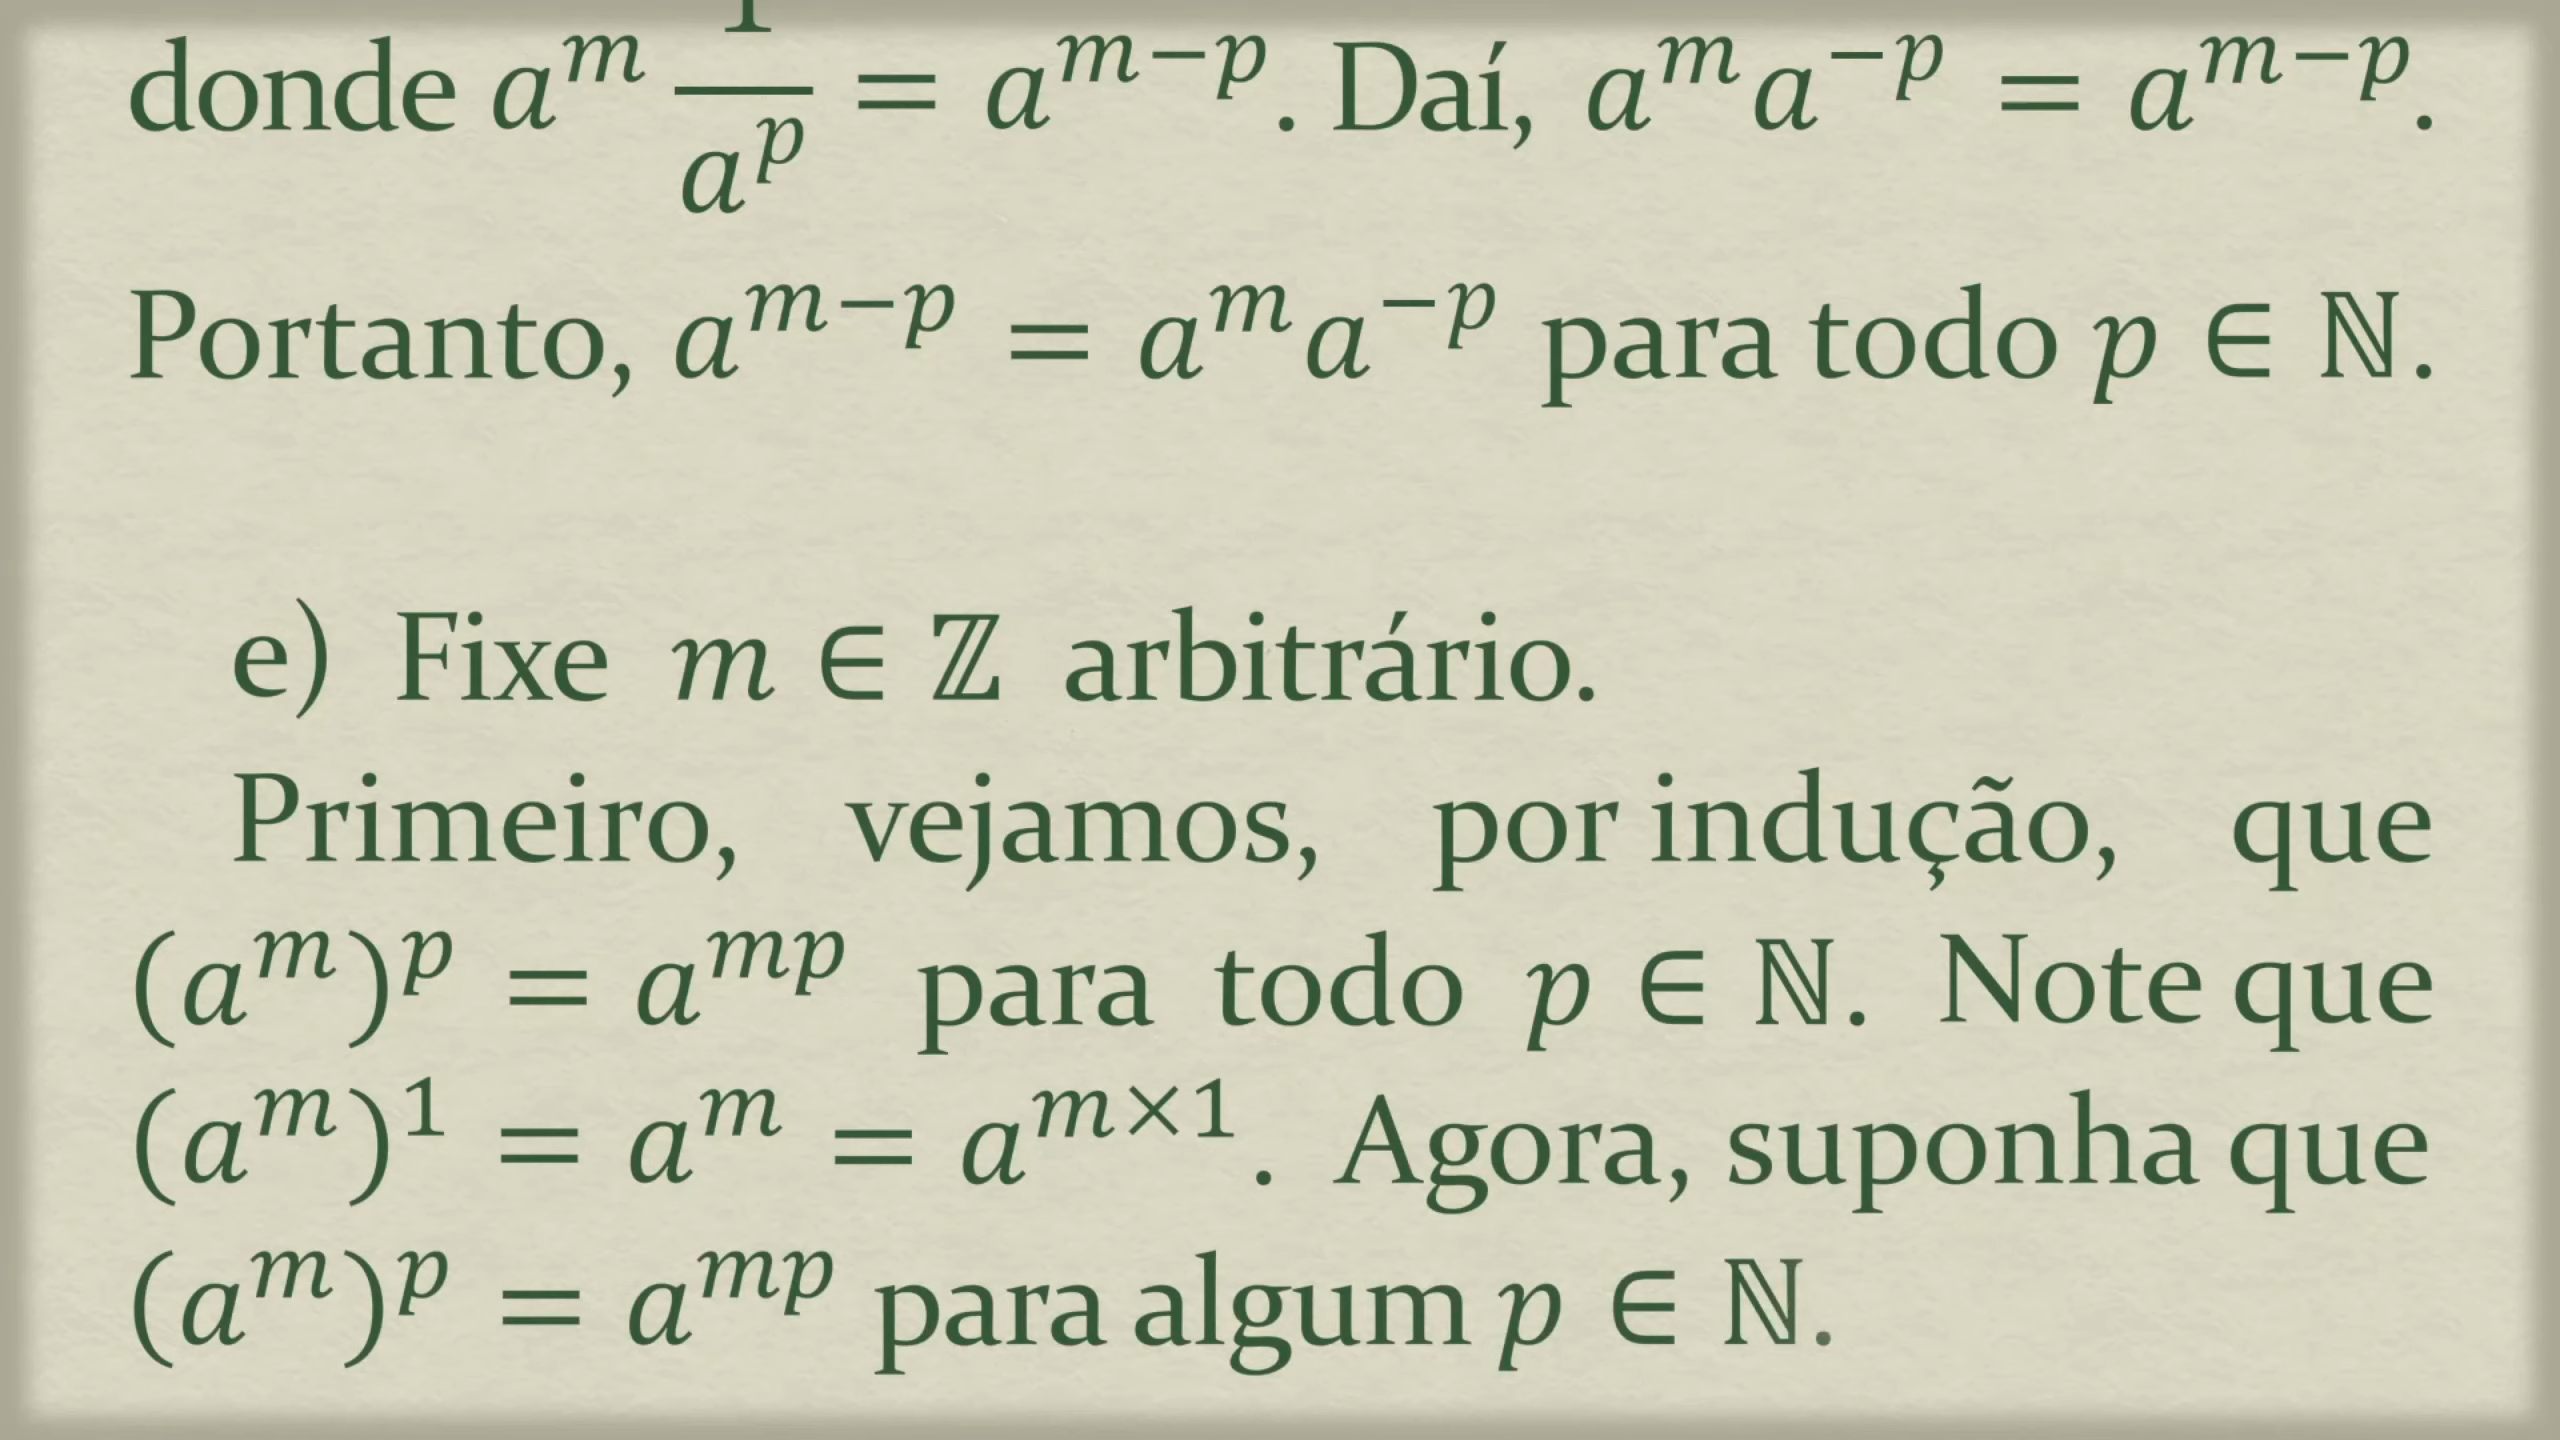 donde a^m 1/a^p = a^{m−p}. Daí, a^m a^{−p} = a^{m−p}.
Portanto, a^{m−p} = a^m a^{−p} para todo p ∈ ℕ.
e) Fixe m ∈ ℤ arbitrário.
Primeiro, vejamos, por indução, que
(a^m)^p = a^{mp} para todo p ∈ ℕ. Note que
(a^m)^1 = a^m = a^{m×1}. Agora, suponha que
(a^m)^p = a^{mp} para algum p ∈ ℕ.